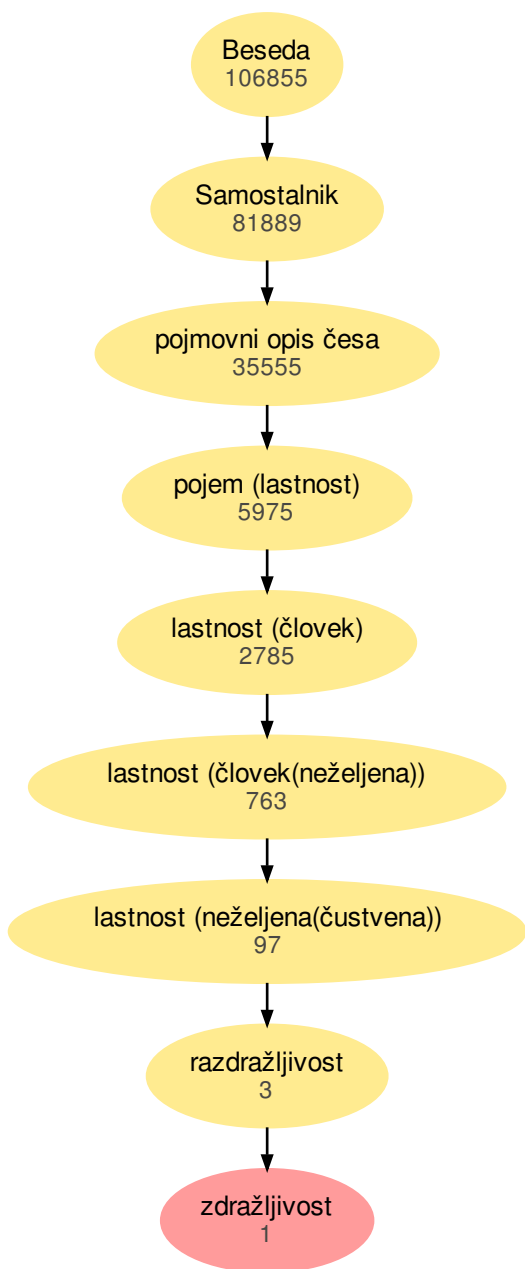 Beseda
106855
Samostalnik
81889
pojmovni opis česa
35555
pojem (lastnost)
5975
lastnost (človek)
2785
lastnost (človek(neželjena))
763
lastnost (neželjena(čustvena))
97
razdražljivost
3
zdražljivost
1